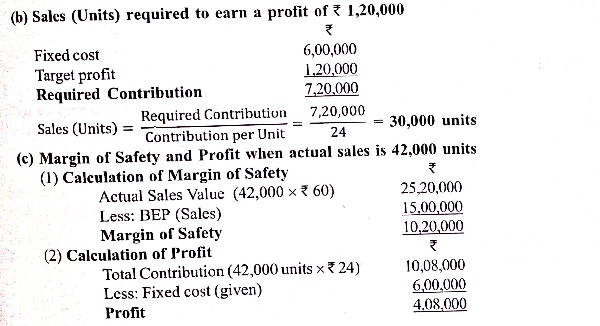 (b) Sales (Units) required to earn a profit of ₹ 1,20,000
₹
Fixed cost 6,00,000
Target profit 1,20,000
Required Contribution 7,20,000
Sales (Units) = Required Contribution / Contribution per Unit = 7,20,000 / 24 = 30,000 units
(c) Margin of Safety and Profit when actual sales is 42,000 units
(1) Calculation of Margin of Safety ₹
Actual Sales Value (42,000 × ₹ 60) 25,20,000
Less: BEP (Sales) 15,00,000
Margin of Safety 10,20,000
(2) Calculation of Profit ₹
Total Contribution (42,000 units × ₹ 24) 10,08,000
Less: Fixed cost (given) 6,00,000
Profit 4,08,000